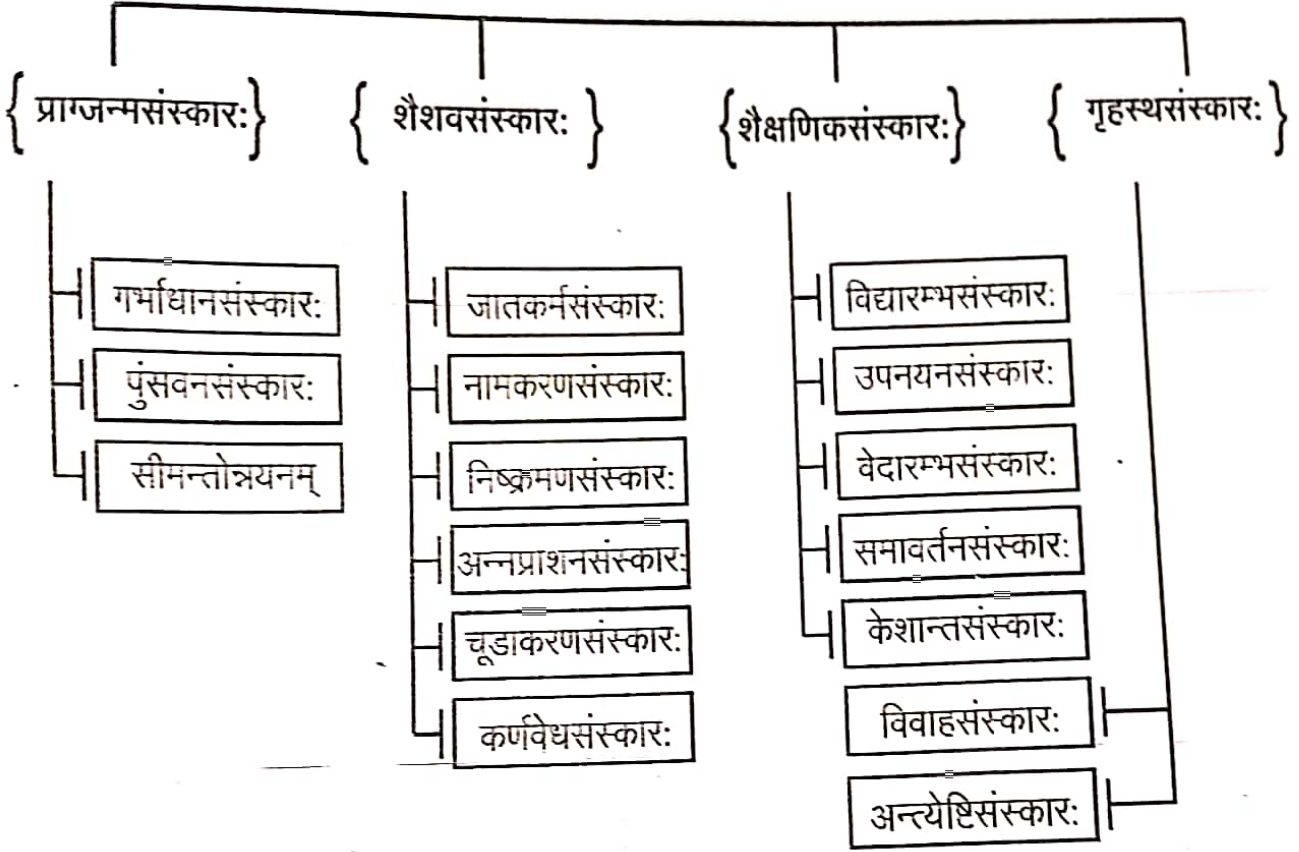 प्राग्जन्मसंस्कार:
शैशवसंस्कार:
शैक्षणिकसंस्कार:
गृहस्थसंस्कार:
गर्भाधानसंस्कार:
पुंसवनसंस्कार:
सीमन्तोन्नयनम्
जातकर्मसंस्कार:
नामकरणसंस्कार:
निष्क्रमणसंस्कार:
अन्नप्राशनसंस्कार:
चूडाकरणसंस्कार:
कर्णवेधसंस्कार:
विद्यारम्भसंस्कार:
उपनयनसंस्कार:
वेदारम्भसंस्कार:
समावर्तनसंस्कार:
केशान्तसंस्कार:
विवाहसंस्कार:
अन्त्येष्टिसंस्कार: